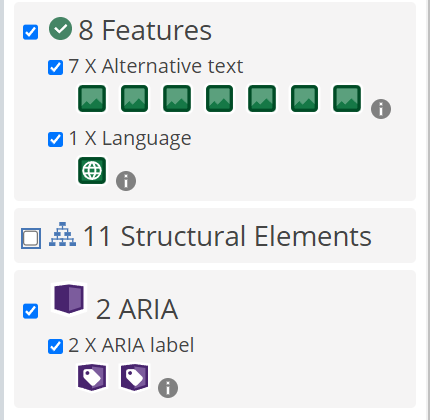 8 Features
7 X Alternative text
1 X Language
11 Structural Elements
2 ARIA
2 X ARIA label